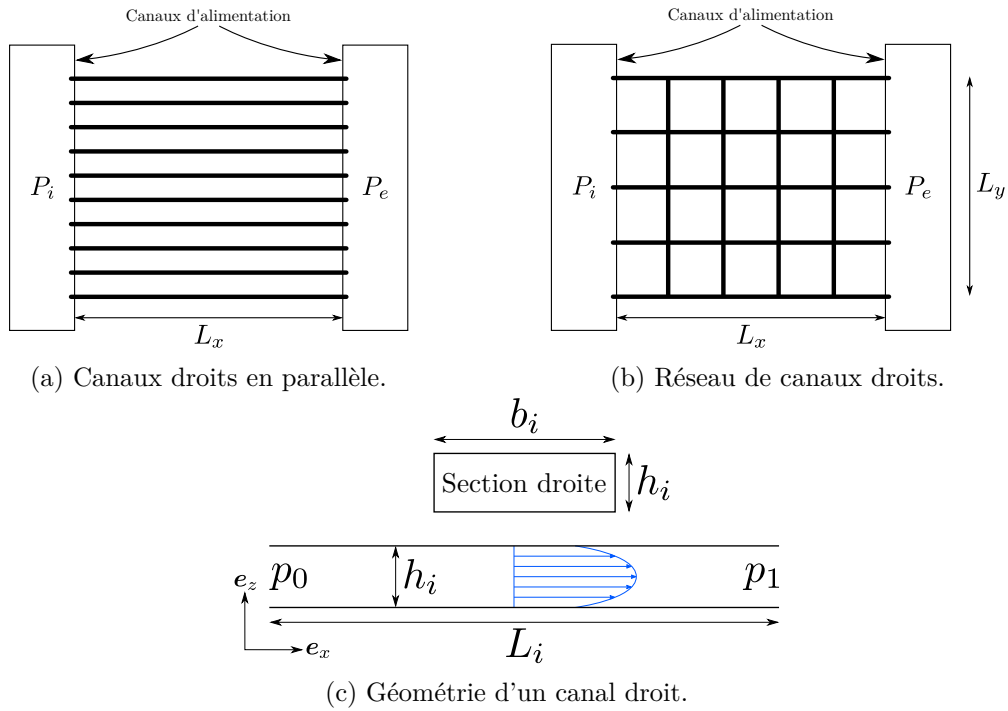 Canaux d'alimentation
P_i
P_e
L_x
(a) Canaux droits en parallèle.
Canaux d'alimentation
P_i
P_e
L_y
L_x
(b) Réseau de canaux droits.
b_i
Section droite
h_i
p_0
h_i
p_1
e_z
e_x
L_i
(c) Géométrie d'un canal droit.